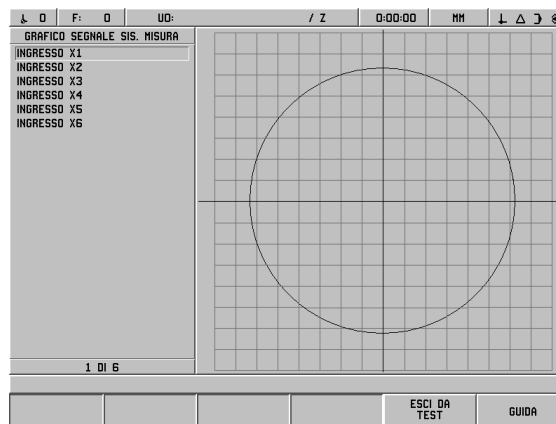 0 F: 0 UO: / Z 0:00:00 MM
GRAFICO SEGNALE SIS. MISURA
INGRESSO X1
INGRESSO X2
INGRESSO X3
INGRESSO X4
INGRESSO X5
INGRESSO X6
1 DI 6
ESCI DA
TEST
GUIDA